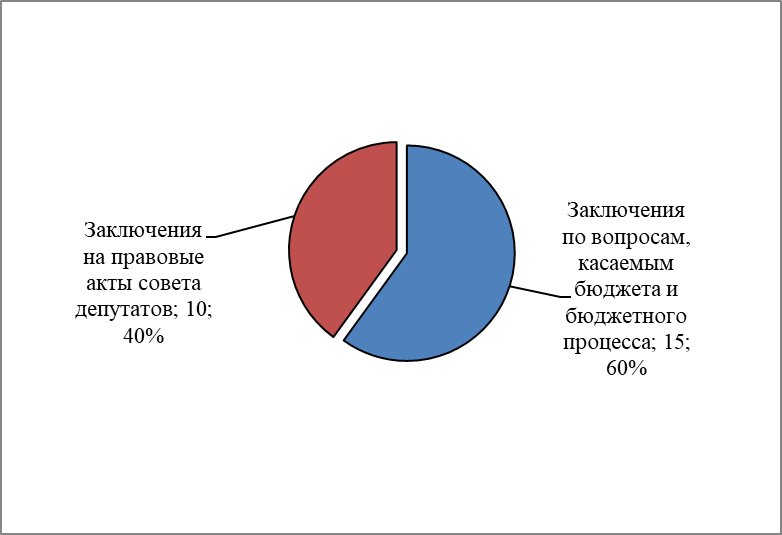 Заключения
на правовые
акты совета
депутатов; 10;
40%
Заключения
по вопросам,
касаемым
бюджета и
бюджетного
процесса; 15;
60%